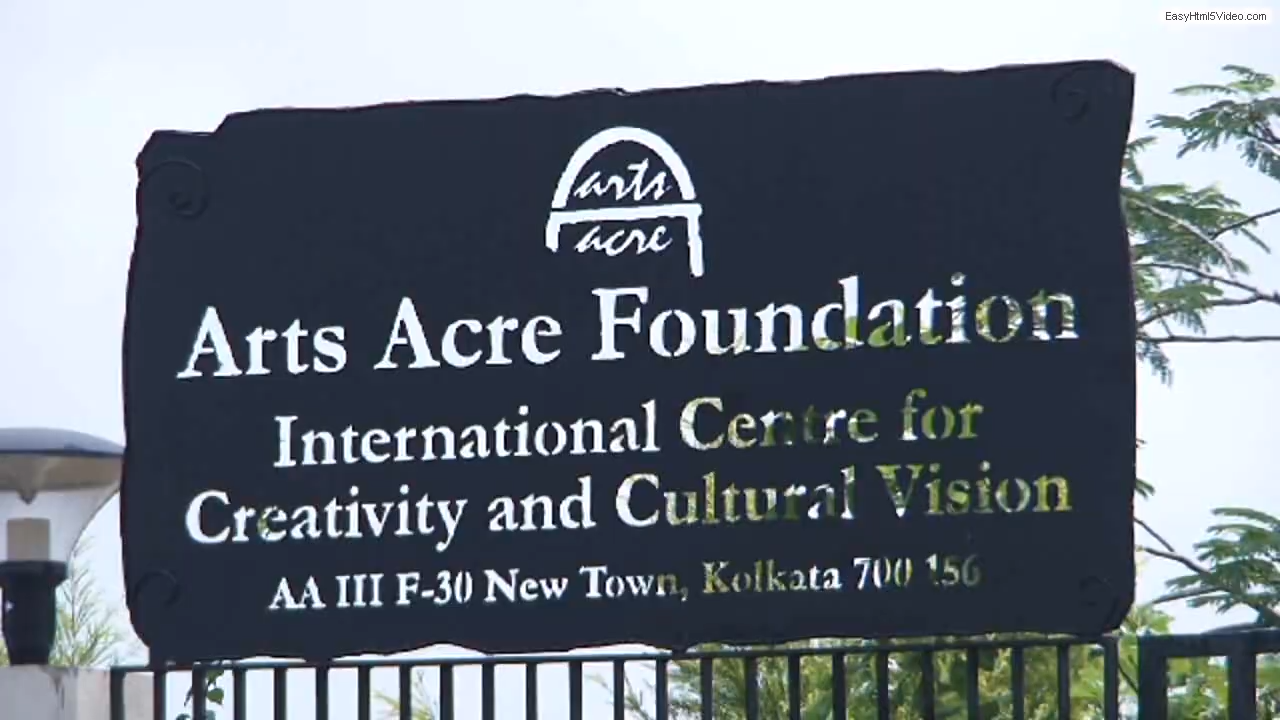 EasyHtml5Video.com
arts
acre
Arts Acre Foundation
International Centre for
Creativity and Cultural Vision
AA III F-30 New Town, Kolkata 700 156